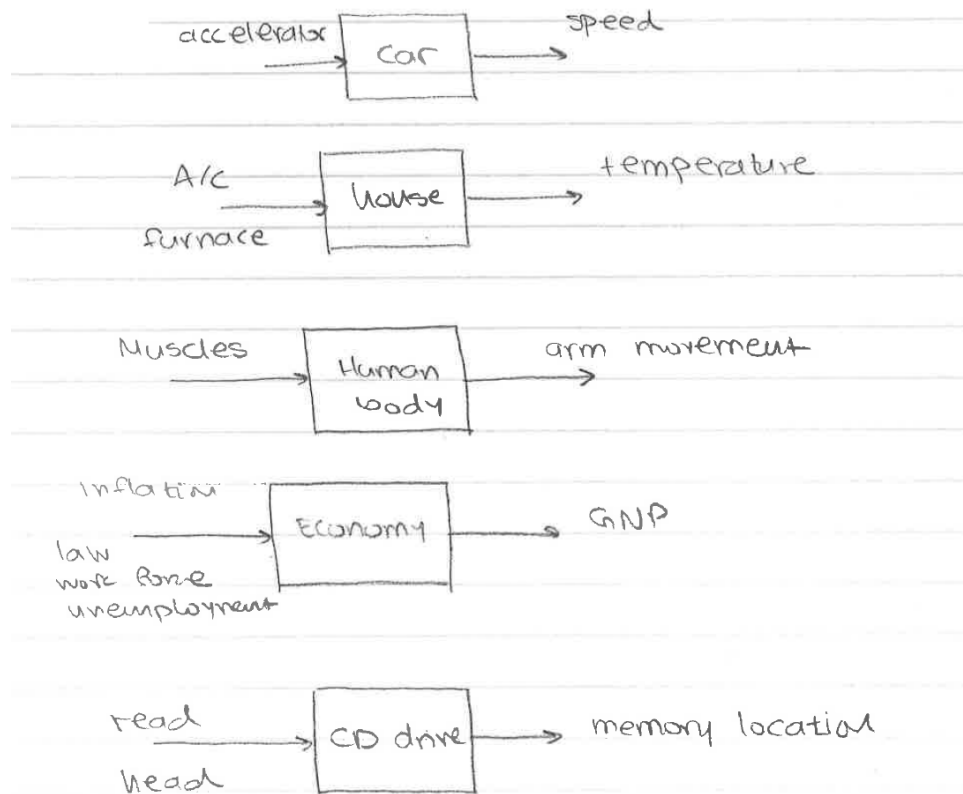 accelerator
car
speed
A/C
furnace
house
temperature
Muscles
Human
body
arm movement
Inflation
law
work force
unemployment
Economy
GNP
read
head
CD drive
memory location